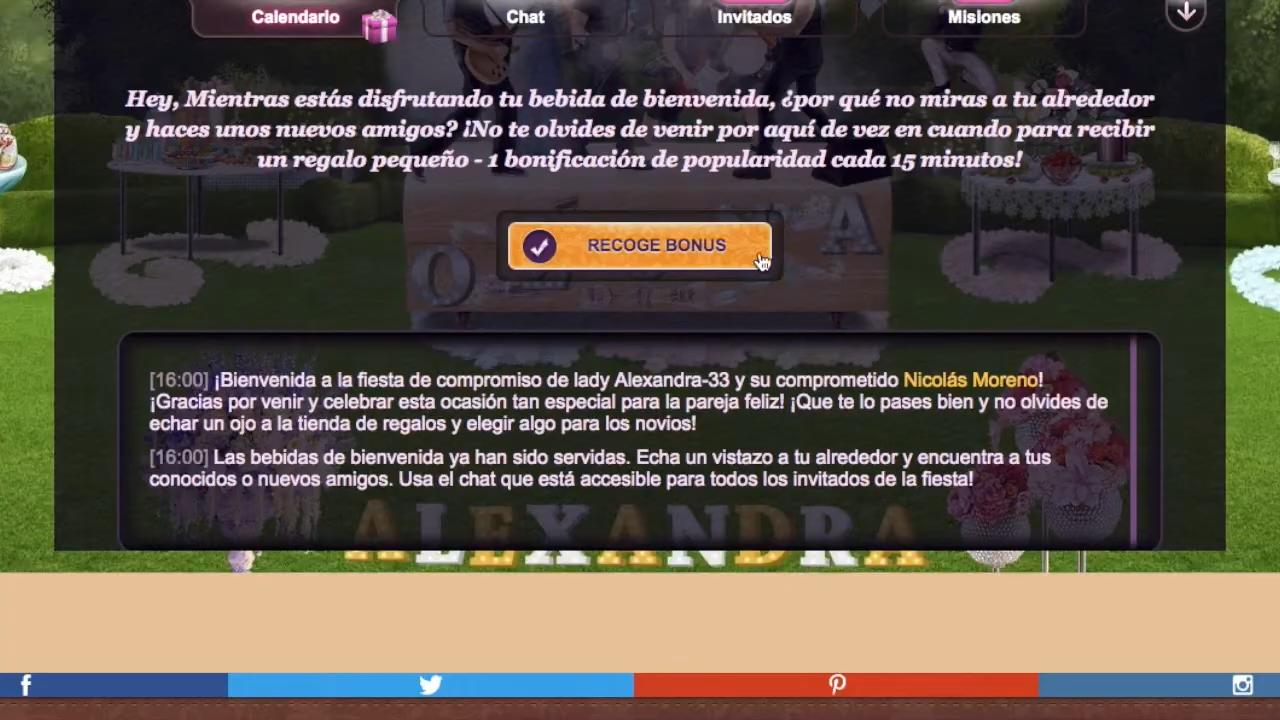 Calendario
Chat
Invitados
Misiones
Hey, Mientras estás disfrutando tu bebida de bienvenida, ¿por qué no miras a tu alrededor
y haces unos nuevos amigos? ¡No te olvides de venir por aquí de vez en cuando para recibir
un regalo pequeño - 1 bonificación de popularidad cada 15 minutos!
RECOGE BONUS
[16:00] ¡Bienvenida a la fiesta de compromiso de lady Alexandra-33 y su comprometido Nicolás Moreno!
¡Gracias por venir y celebrar esta ocasión tan especial para la pareja feliz! ¡Que te lo pases bien y no olvides de
echar un ojo a la tienda de regalos y elegir algo para los novios!
[16:00] Las bebidas de bienvenida ya han sido servidas. Echa un vistazo a tu alrededor y encuentra a tus
conocidos o nuevos amigos. Usa el chat que está accesible para todos los invitados de la fiesta!
ALEXANDRA